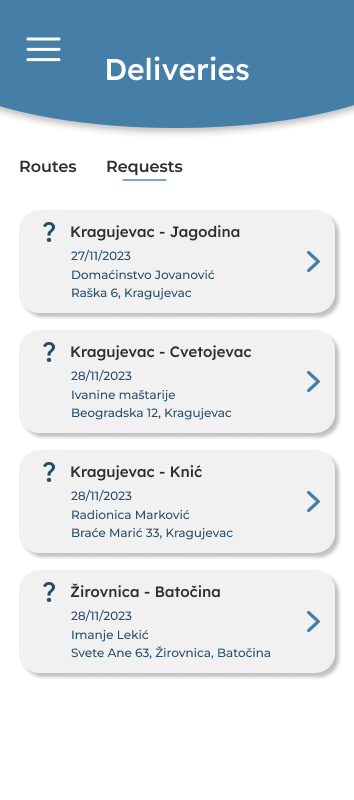 Deliveries
Routes
Requests
?
Kragujevac - Jagodina
27/11/2023
Domaćinstvo Jovanović
Raška 6, Kragujevac
?
Kragujevac - Cvetojevac
28/11/2023
Ivanine maštarije
Beogradska 12, Kragujevac
?
Kragujevac - Knić
28/11/2023
Radionica Marković
Braće Marić 33, Kragujevac
?
Žirovnica - Batočina
28/11/2023
Imanje Lekić
Svete Ane 63, Žirovnica, Batočina